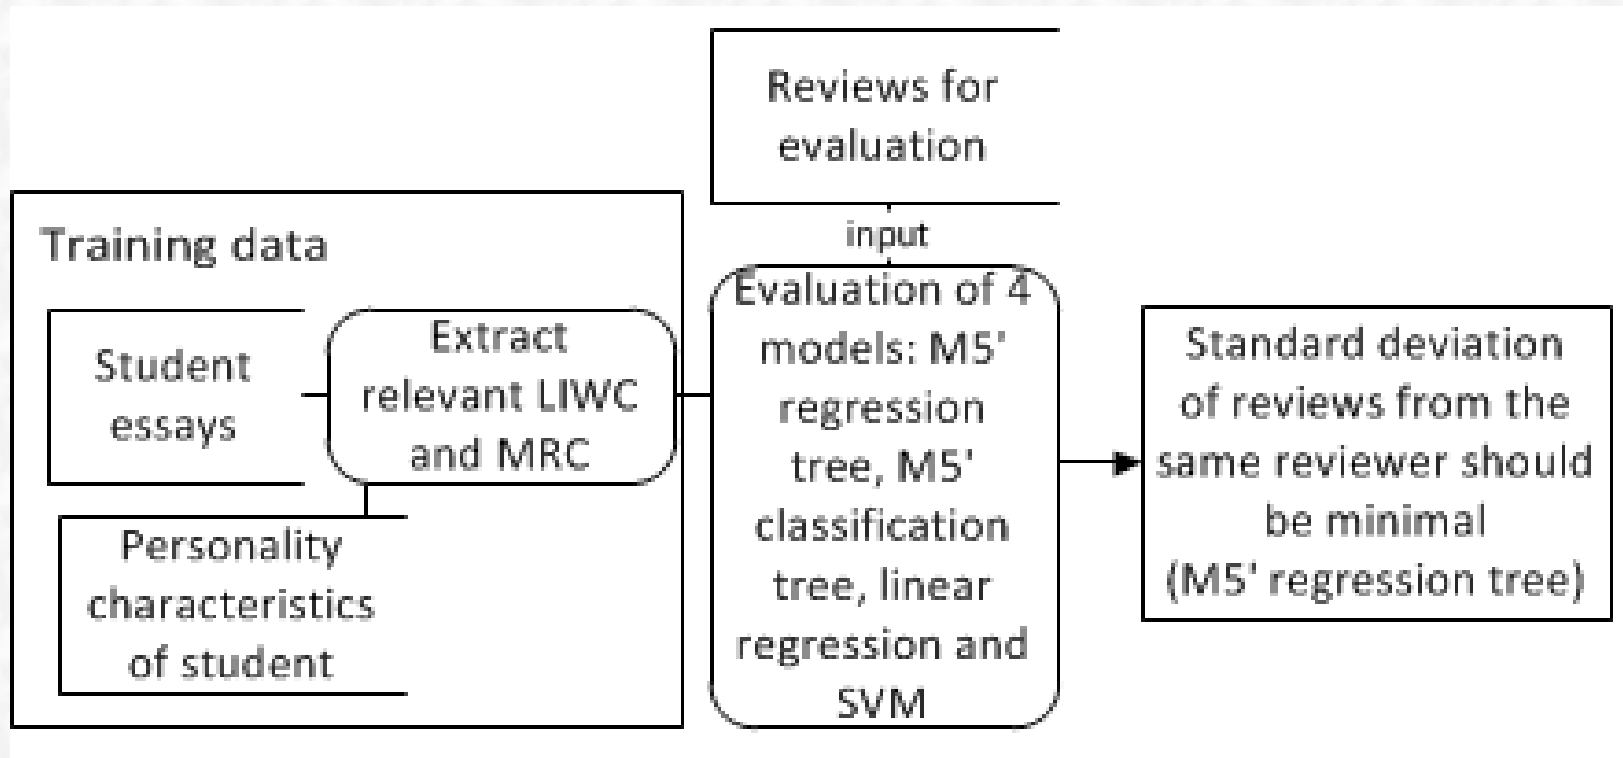 Reviews for
evaluation
input
Training data
Student
essays
Extract
relevant LIWC
and MRC
Personality
characteristics
of student
Evaluation of 4
models: M5'
regression
tree, M5'
classification
tree, linear
regression and
SVM
Standard deviation
of reviews from the
same reviewer should
be minimal
(M5' regression tree)